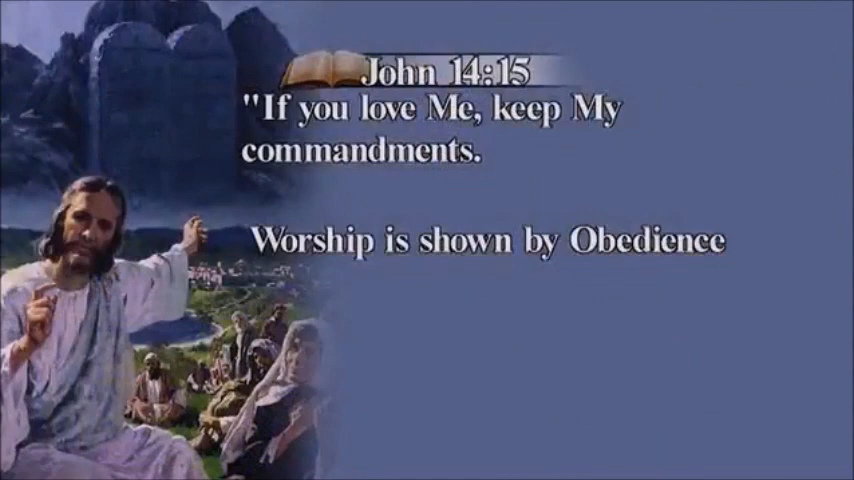 John 14:15
"If you love Me, keep My
commandments.
Worship is shown by Obedience